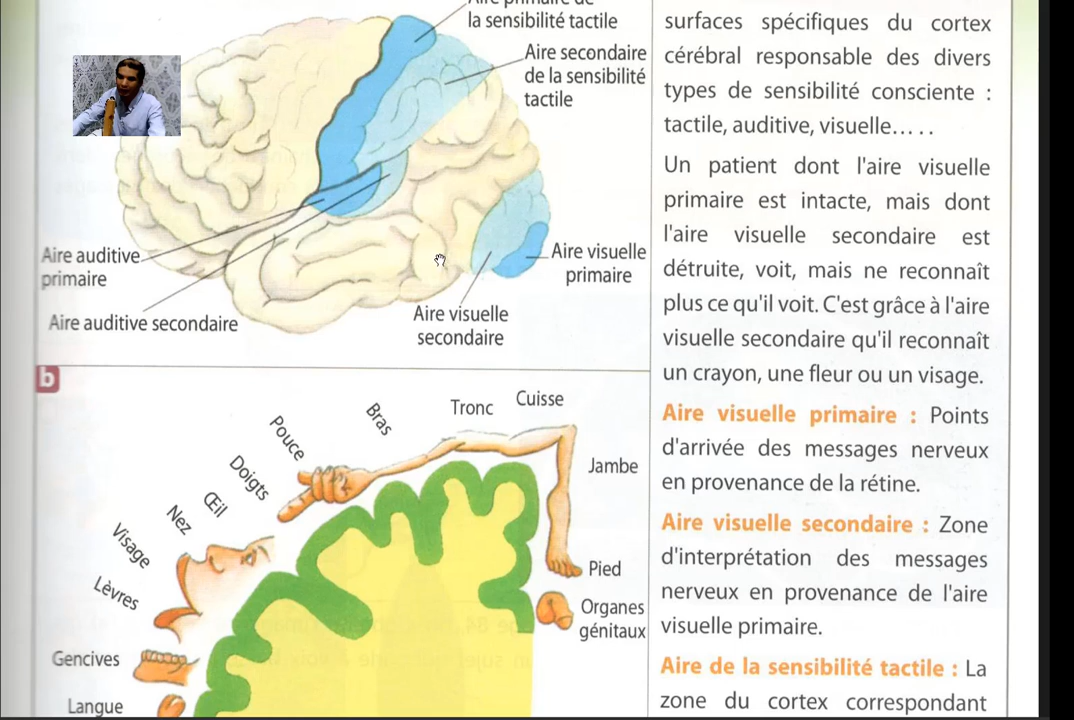 Aire primaire de
la sensibilité tactile
Aire secondaire
de la sensibilité
tactile
Aire auditive
primaire
Aire auditive secondaire
Aire visuelle
primaire
Aire visuelle
secondaire
b
Cuisse
Tronc
Bras
Pouce
Doigts
Œil
Nez
Visage
Lèvres
Gencives
Langue
Jambe
Pied
Organes
génitaux
surfaces spécifiques du cortex
cérébral responsable des divers
types de sensibilité consciente :
tactile, auditive, visuelle.....
Un patient dont l'aire visuelle
primaire est intacte, mais dont
l'aire visuelle secondaire est
détruite, voit, mais ne reconnaît
plus ce qu'il voit. C'est grâce à l'aire
visuelle secondaire qu'il reconnaît
un crayon, une fleur ou un visage.
Aire visuelle primaire : Points
d'arrivée des messages nerveux
en provenance de la rétine.
Aire visuelle secondaire : Zone
d'interprétation des messages
nerveux en provenance de l'aire
visuelle primaire.
Aire de la sensibilité tactile : La
zone du cortex correspondant